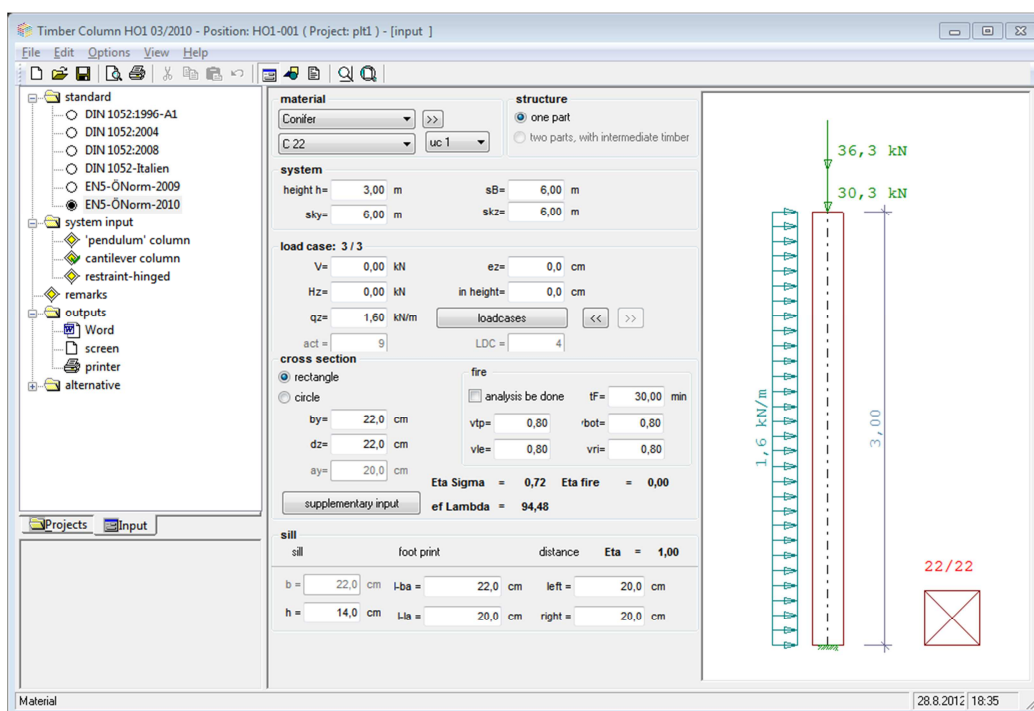 Timber Column HO1 03/2010 - Position: HO1-001 ( Project: plt1 ) - [input ]
File Edit Options View Help
standard
DIN 1052:1996-A1
DIN 1052:2004
DIN 1052:2008
DIN 1052-Italien
EN5-ÖNorm-2009
EN5-ÖNorm-2010
system input
'pendulum' column
cantilever column
restraint-hinged
remarks
outputs
Word
screen
printer
alternative
Projects Input
material
Conifer >>
C 22 uc 1
structure
one part
two parts, with intermediate timber
system
height h= 3,00 m sB= 6,00 m
sky= 6,00 m skz= 6,00 m
load case: 3 / 3
V= 0,00 kN ez= 0,0 cm
Hz= 0,00 kN in height= 0,0 cm
qz= 1,60 kN/m loadcases << >>
act = 9 LDC = 4
cross section
rectangle
circle
by= 22,0 cm
dz= 22,0 cm
ay= 20,0 cm
supplementary input
fire
analysis be done tF= 30,00 min
vtp= 0,80 vbot= 0,80
vle= 0,80 vri= 0,80
Eta Sigma = 0,72 Eta fire = 0,00
ef Lambda = 94,48
sill
sill foot print distance Eta = 1,00
b = 22,0 cm l-ba = 22,0 cm left = 20,0 cm
h = 14,0 cm l-la = 20,0 cm right = 20,0 cm
36,3 kN
30,3 kN
1,6 kN/m
3,00
22/22
Material 28.8.2012 18:35